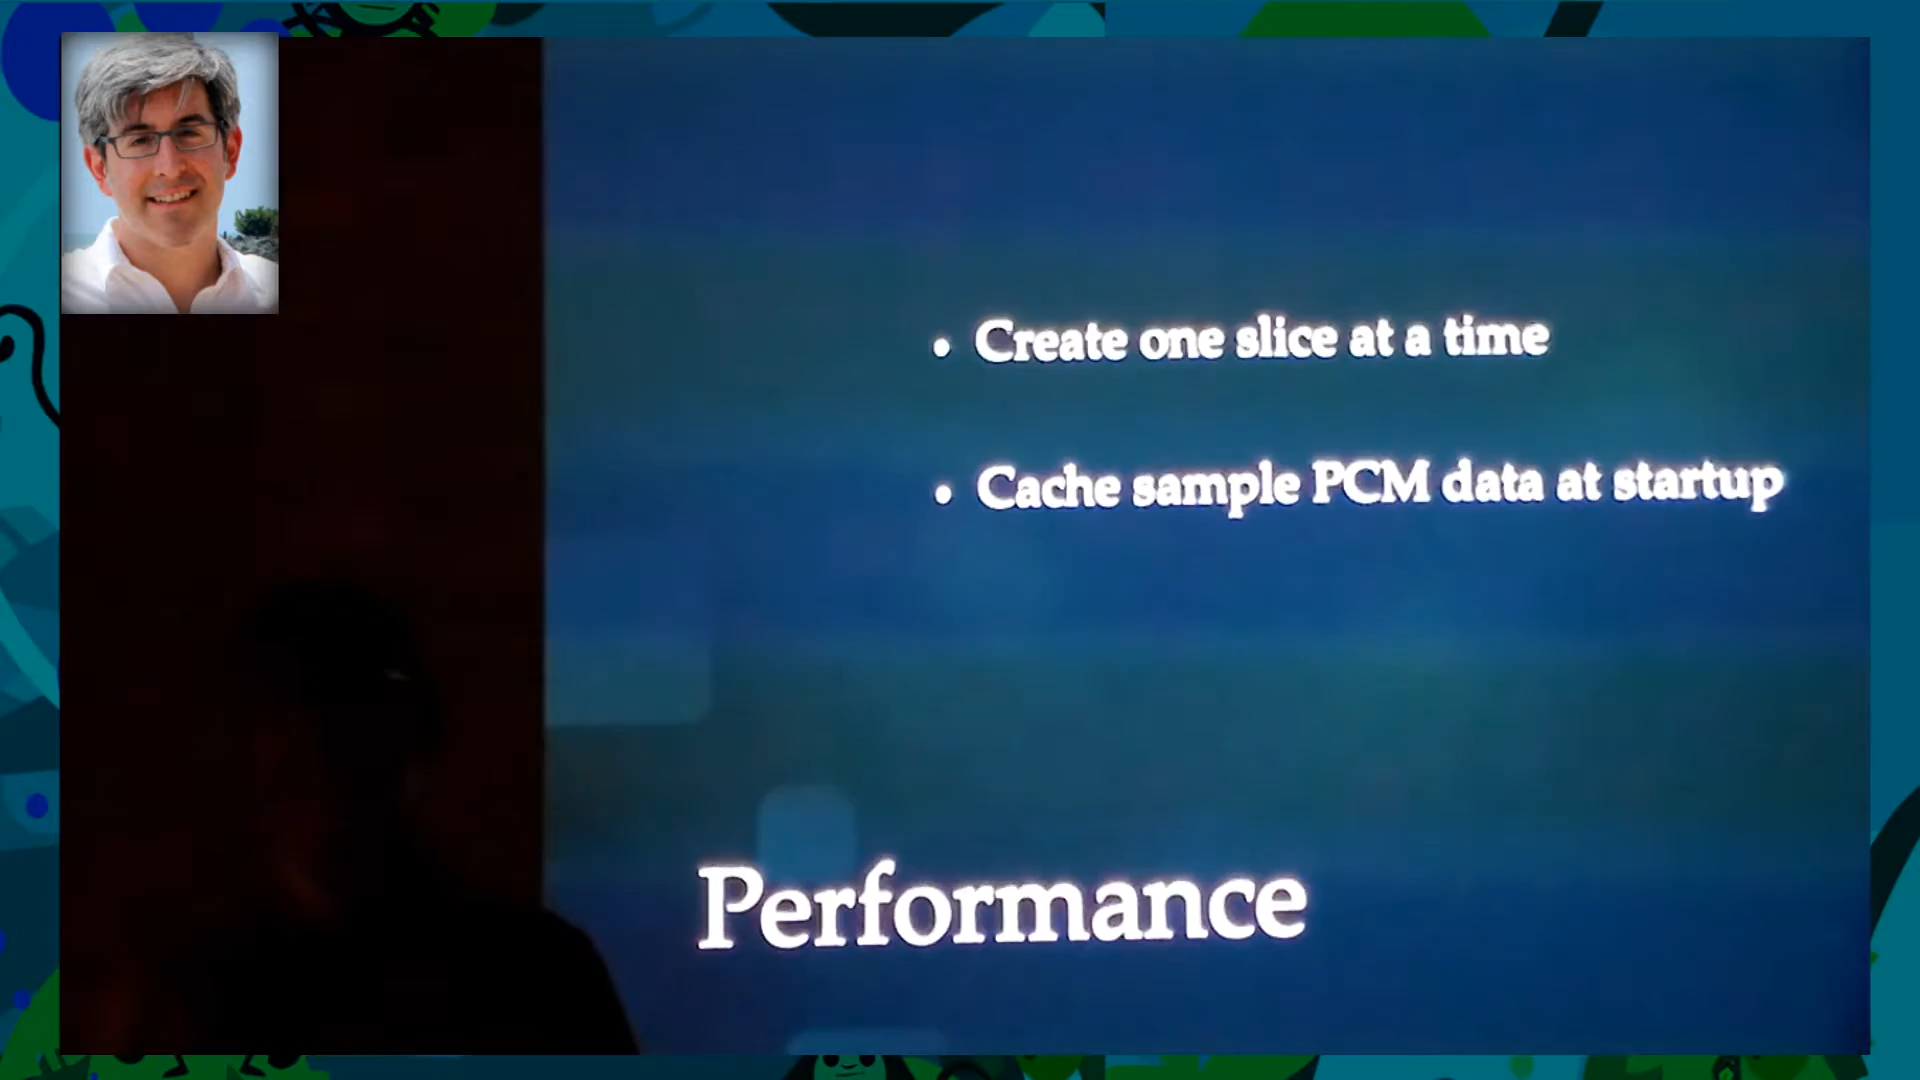 • Create one slice at a time
• Cache sample PCM data at startup
Performance